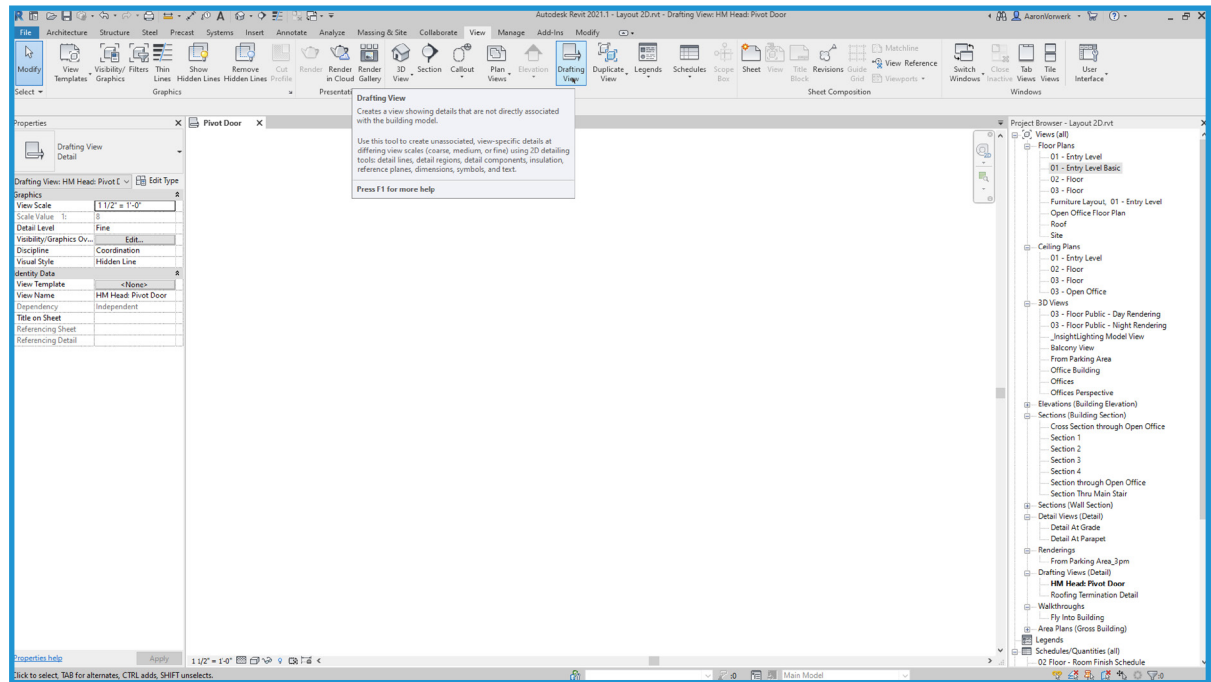 Autodesk Revit 2021.1 - Layout 2D.rvt - Drafting View: HM Head: Pivot Door
AaronVorwerk
File Architecture Structure Steel Precast Systems Insert Annotate Analyze Massing & Site Collaborate View Manage Add-Ins Modify
Modify
View Templates
Visibility/ Graphics
Filters
Thin Lines
Show Hidden Lines
Remove Hidden Lines
Cut Profile
Render
Render in Cloud
Render Gallery
3D View
Section
Callout
Plan Views
Elevation
Drafting View
Duplicate View
Legends
Schedules
Scope Box
Sheet
View
Title Block
Revisions
Guide Grid
Matchline
View Reference
Viewports
Switch Windows
Close Inactive
Tab Views
Tile Views
User Interface
Select
Graphics
Presentat
Sheet Composition
Windows
Drafting View
Creates a view showing details that are not directly associated
with the building model.
Use this tool to create unassociated, view-specific details at
differing view scales (coarse, medium, or fine) using 2D detailing
tools: detail lines, detail regions, detail components, insulation,
reference planes, dimensions, symbols, and text.
Press F1 for more help
Properties
Drafting View
Detail
Drafting View: HM Head: Pivot D Edit Type
Graphics
View Scale 1 1/2" = 1'-0"
Scale Value 1: 8
Detail Level Fine
Visibility/Graphics Ov... Edit...
Discipline Coordination
Visual Style Hidden Line
Identity Data
View Template <None>
View Name HM Head: Pivot Door
Dependency Independent
Title on Sheet
Referencing Sheet
Referencing Detail
Properties help Apply
Pivot Door
Project Browser - Layout 2D.rvt
Views (all)
Floor Plans
01 - Entry Level
01 - Entry Level Basic
02 - Floor
03 - Floor
Furniture Layout, 01 - Entry Level
Open Office Floor Plan
Roof
Site
Ceiling Plans
01 - Entry Level
02 - Floor
03 - Floor
03 - Open Office
3D Views
03 - Floor Public - Day Rendering
03 - Floor Public - Night Rendering
_InsightLighting Model View
Balcony View
From Parking Area
Office Building
Offices
Offices Perspective
Elevations (Building Elevation)
Sections (Building Section)
Cross Section through Open Office
Section 1
Section 2
Section 3
Section 4
Section through Open Office
Section Thru Main Stair
Sections (Wall Section)
Detail Views (Detail)
Detail At Grade
Detail At Parapet
Renderings
From Parking Area_3pm
Drafting Views (Detail)
HM Head: Pivot Door
Roofing Termination Detail
Walkthroughs
Fly Into Building
Area Plans (Gross Building)
Legends
Schedules/Quantities (all)
02 Floor - Room Finish Schedule
1 1/2" = 1'-0"
Click to select, TAB for alternates, CTRL adds, SHIFT unselects.
:0
Main Model
:0